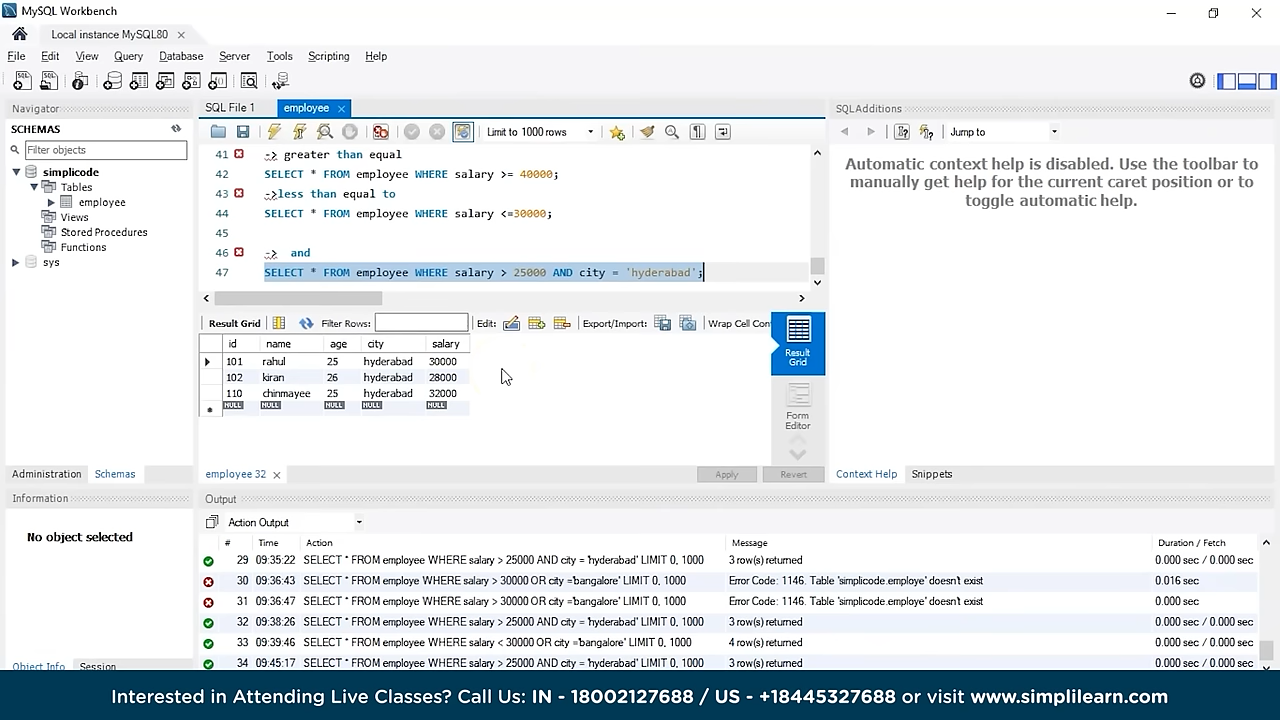 MySQL Workbench
Local instance MySQL80
File Edit View Query Database Server Tools Scripting Help
Navigator
SCHEMAS
Filter objects
simplicode
Tables
employee
Views
Stored Procedures
Functions
sys
Administration Schemas
Information
No object selected
Object Info Session
SQL File 1 employee
Limit to 1000 rows
41 -> greater than equal
42 SELECT * FROM employee WHERE salary >= 40000;
43 ->less than equal to
44 SELECT * FROM employee WHERE salary <=30000;
45
46 -> and
47 SELECT * FROM employee WHERE salary > 25000 AND city = 'hyderabad';
Result Grid Filter Rows: Edit: Export/Import: Wrap Cell Con
id name age city salary
101 rahul 25 hyderabad 30000
102 kiran 26 hyderabad 28000
110 chinmayee 25 hyderabad 32000
NULL NULL NULL NULL NULL
Result
Grid
Form
Editor
employee 32
Apply Revert
SQLAdditions
Jump to
Automatic context help is disabled. Use the toolbar to
manually get help for the current caret position or to
toggle automatic help.
Context Help Snippets
Output
Action Output
# Time Action Message Duration / Fetch
29 09:35:22 SELECT * FROM employee WHERE salary > 25000 AND city = 'hyderabad' LIMIT 0, 1000 3 row(s) returned 0.000 sec / 0.000 sec
30 09:36:43 SELECT * FROM employe WHERE salary > 30000 OR city ='bangalore' LIMIT 0, 1000 Error Code: 1146. Table 'simplicode.employe' doesn't exist 0.016 sec
31 09:36:47 SELECT * FROM employe WHERE salary > 30000 OR city ='bangalore' LIMIT 0, 1000 Error Code: 1146. Table 'simplicode.employe' doesn't exist 0.000 sec
32 09:38:26 SELECT * FROM employee WHERE salary > 25000 AND city = 'hyderabad' LIMIT 0, 1000 3 row(s) returned 0.000 sec / 0.000 sec
33 09:39:46 SELECT * FROM employee WHERE salary < 30000 OR city ='bangalore' LIMIT 0, 1000 4 row(s) returned 0.000 sec / 0.000 sec
34 09:45:17 SELECT * FROM employee WHERE salary > 25000 AND city = 'hyderabad' LIMIT 0, 1000 3 row(s) returned 0.000 sec / 0.000 sec
Interested in Attending Live Classes? Call Us: IN - 18002127688 / US - +18445327688 or visit www.simplilearn.com